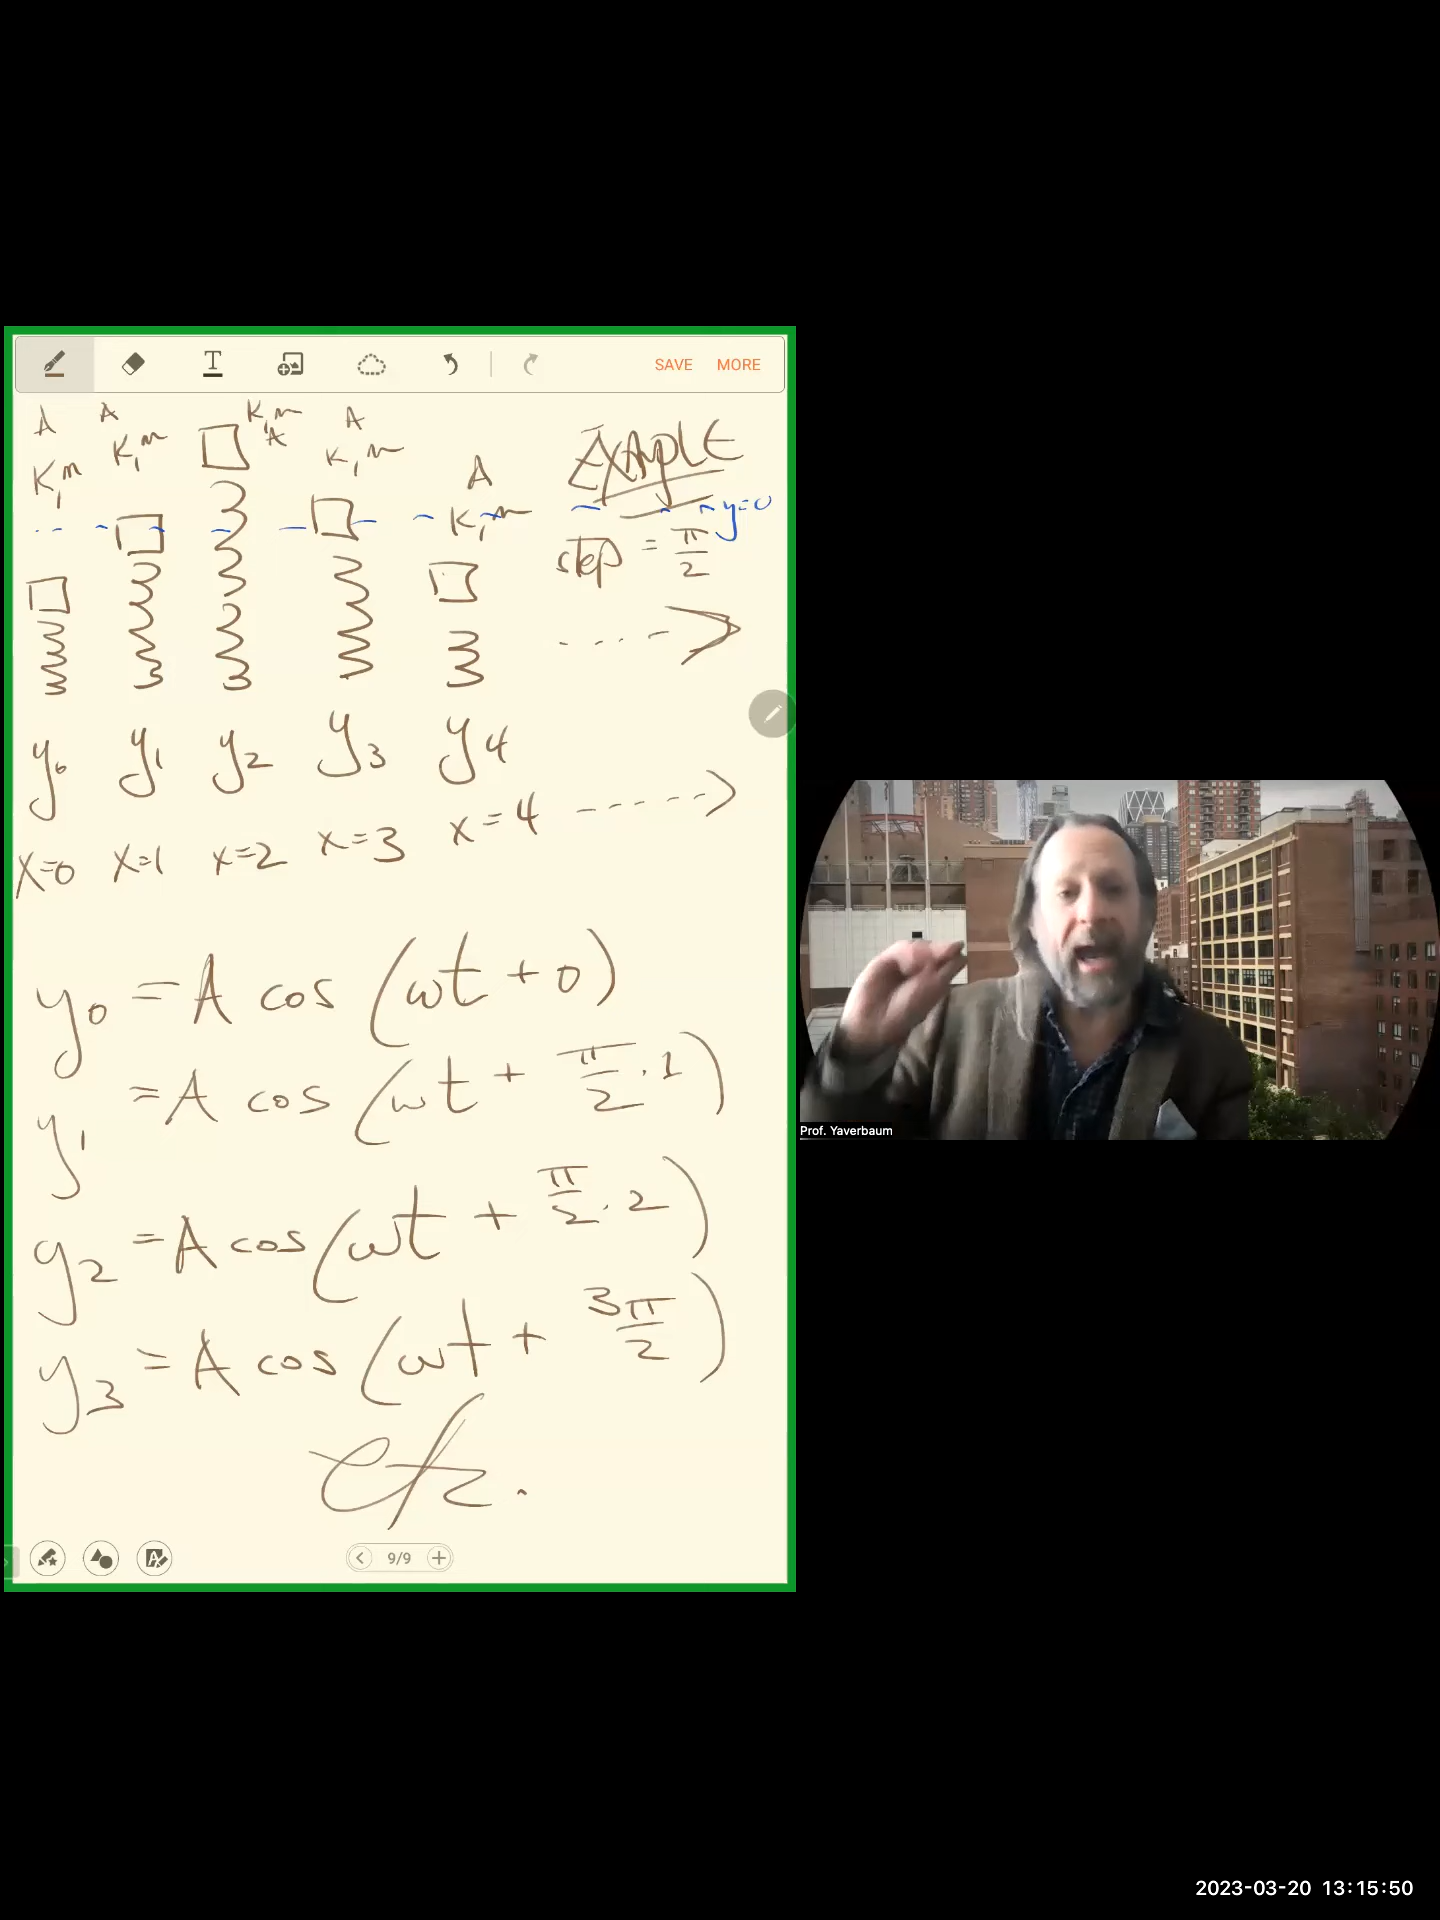 SAVE MORE
A A K,m A
K,m K,m A K,m A
K,m
EXAMPLE
y=0
step = π/2
y₀ y₁ y₂ y₃ y₄
x=0 x=1 x=2 x=3 x=4
y₀ = A cos (ωt + 0)
y₁ = A cos (ωt + π/2 · 1)
y₂ = A cos (ωt + π/2 · 2)
y₃ = A cos (ωt + 3π/2)
etc.
9/9
Prof. Yaverbaum
2023-03-20 13:15:50